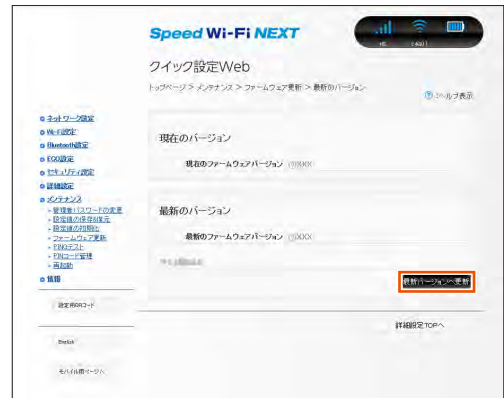 Speed Wi-Fi NEXT
クイック設定Web
トップページ > メンテナンス > ファームウェア更新 > 最新のバージョン
:ヘルプ表示
ネットワーク設定
Wi-Fi設定
Bluetooth設定
ECO設定
セキュリティ設定
詳細設定
メンテナンス
管理者パスワードの変更
設定値の保存&復元
設定値の初期化
ファームウェア更新
PINGテスト
PINコード管理
再起動
情報
設定用QRコード
English
モバイル用ページへ
現在のバージョン
現在のファームウェアバージョン
最新のバージョン
最新のファームウェアバージョン
最新バージョンへ更新
詳細設定TOPへ